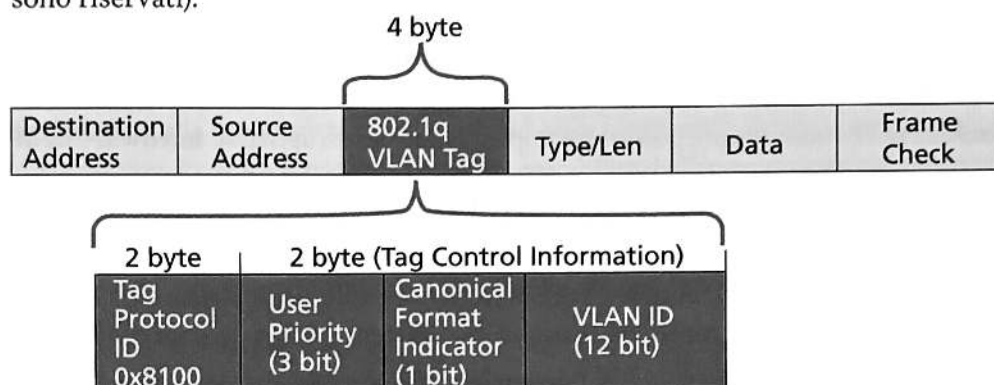 sono riservati).
4 byte
Destination Address
Source Address
802.1q VLAN Tag
Type/Len
Data
Frame Check
2 byte
2 byte (Tag Control Information)
Tag Protocol ID 0x8100
User Priority (3 bit)
Canonical Format Indicator (1 bit)
VLAN ID (12 bit)